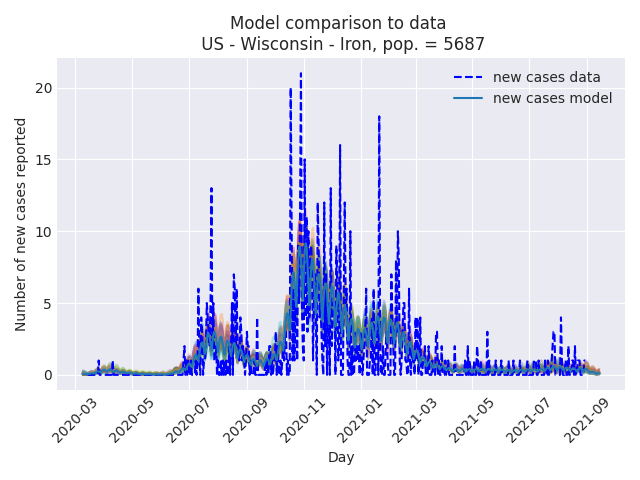 Model comparison to data
US - Wisconsin - Iron, pop. = 5687
new cases data
new cases model
Number of new cases reported
20
15
10
5
0
2020-03
2020-05
2020-07
2020-09
2020-11
2021-01
2021-03
2021-05
2021-07
2021-09
Day